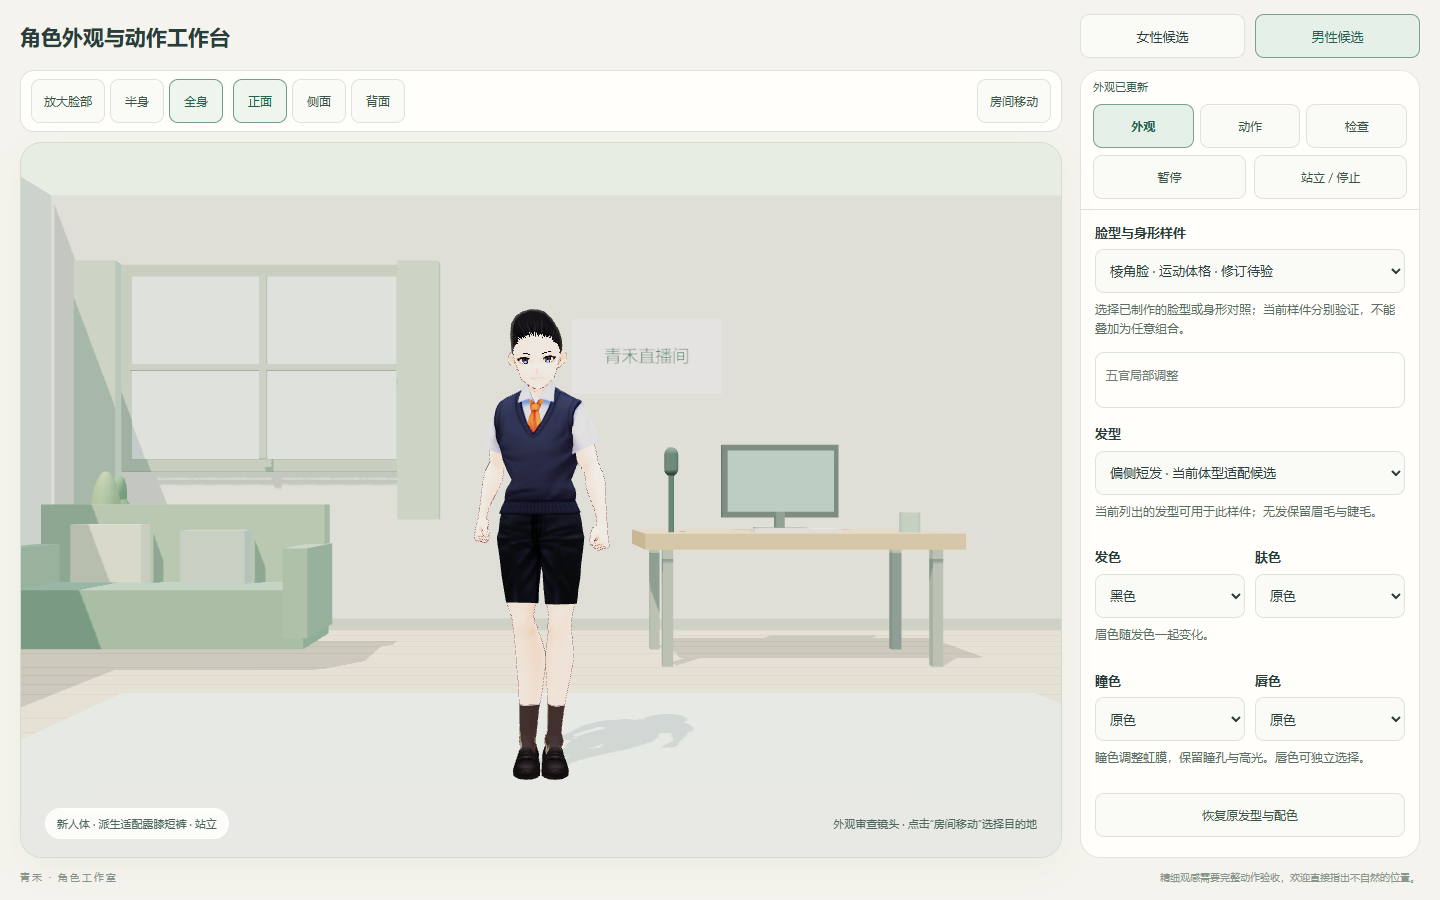 角色外观与动作工作台
女性候选
男性候选
放大脸部
半身
全身
正面
侧面
背面
房间移动
青禾直播间
新人体 · 派生适配露膝短裤 · 站立
外观审查镜头 · 点击“房间移动”选择目的地
外观已更新
外观
动作
检查
暂停
站立 / 停止
脸型与身形样件
棱角脸 · 运动体格 · 修订待验
选择已制作的脸型或身形对照；当前样件分别验证，不能
叠加为任意组合。
五官局部调整
发型
偏侧短发 · 当前体型适配候选
当前列出的发型可用于此样件；无发保留眉毛与睫毛。
发色
肤色
黑色
原色
眉色随发色一起变化。
瞳色
唇色
原色
原色
瞳色调整虹膜，保留瞳孔与高光。唇色可独立选择。
恢复原发型与配色
青禾 · 角色工作室
精细观感需要完整动作验收，欢迎直接指出不自然的位置。